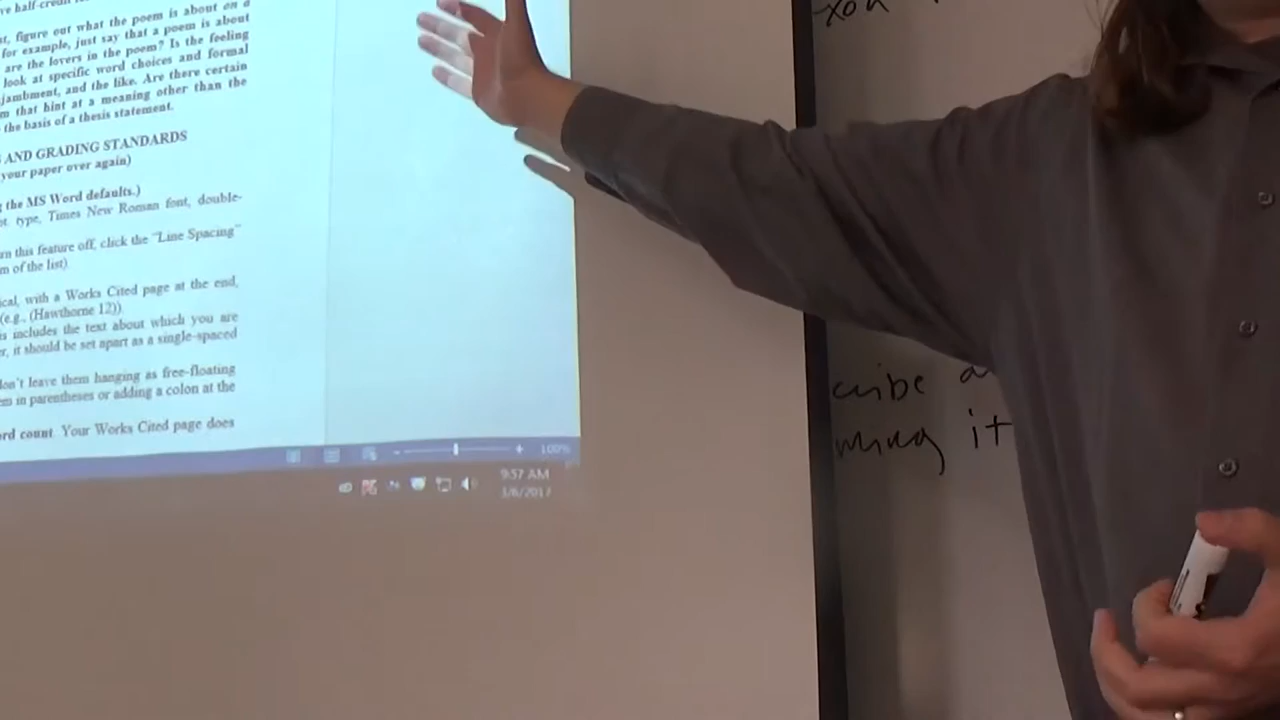 ve half-credit
t, figure out what the poem is about on a
for example, just say that a poem is about
are the lovers in the poem? Is the feeling
look at specific word choices and formal
jambment, and the like. Are there certain
m that hint at a meaning other than the
the basis of a thesis statement.
AND GRADING STANDARDS
your paper over again)
the MS Word defaults.)
nt type, Times New Roman font, double-
rn this feature off, click the "Line Spacing"
m of the list)
ical, with a Works Cited page at the end,
(e.g., (Hawthorne 12))
is includes the text about which you are
r, it should be set apart as a single-spaced
don't leave them hanging as free-floating
em in parentheses or adding a colon at the
ord count Your Works Cited page does
100%
9:57 AM
3/6/2017
cribe a
ming it